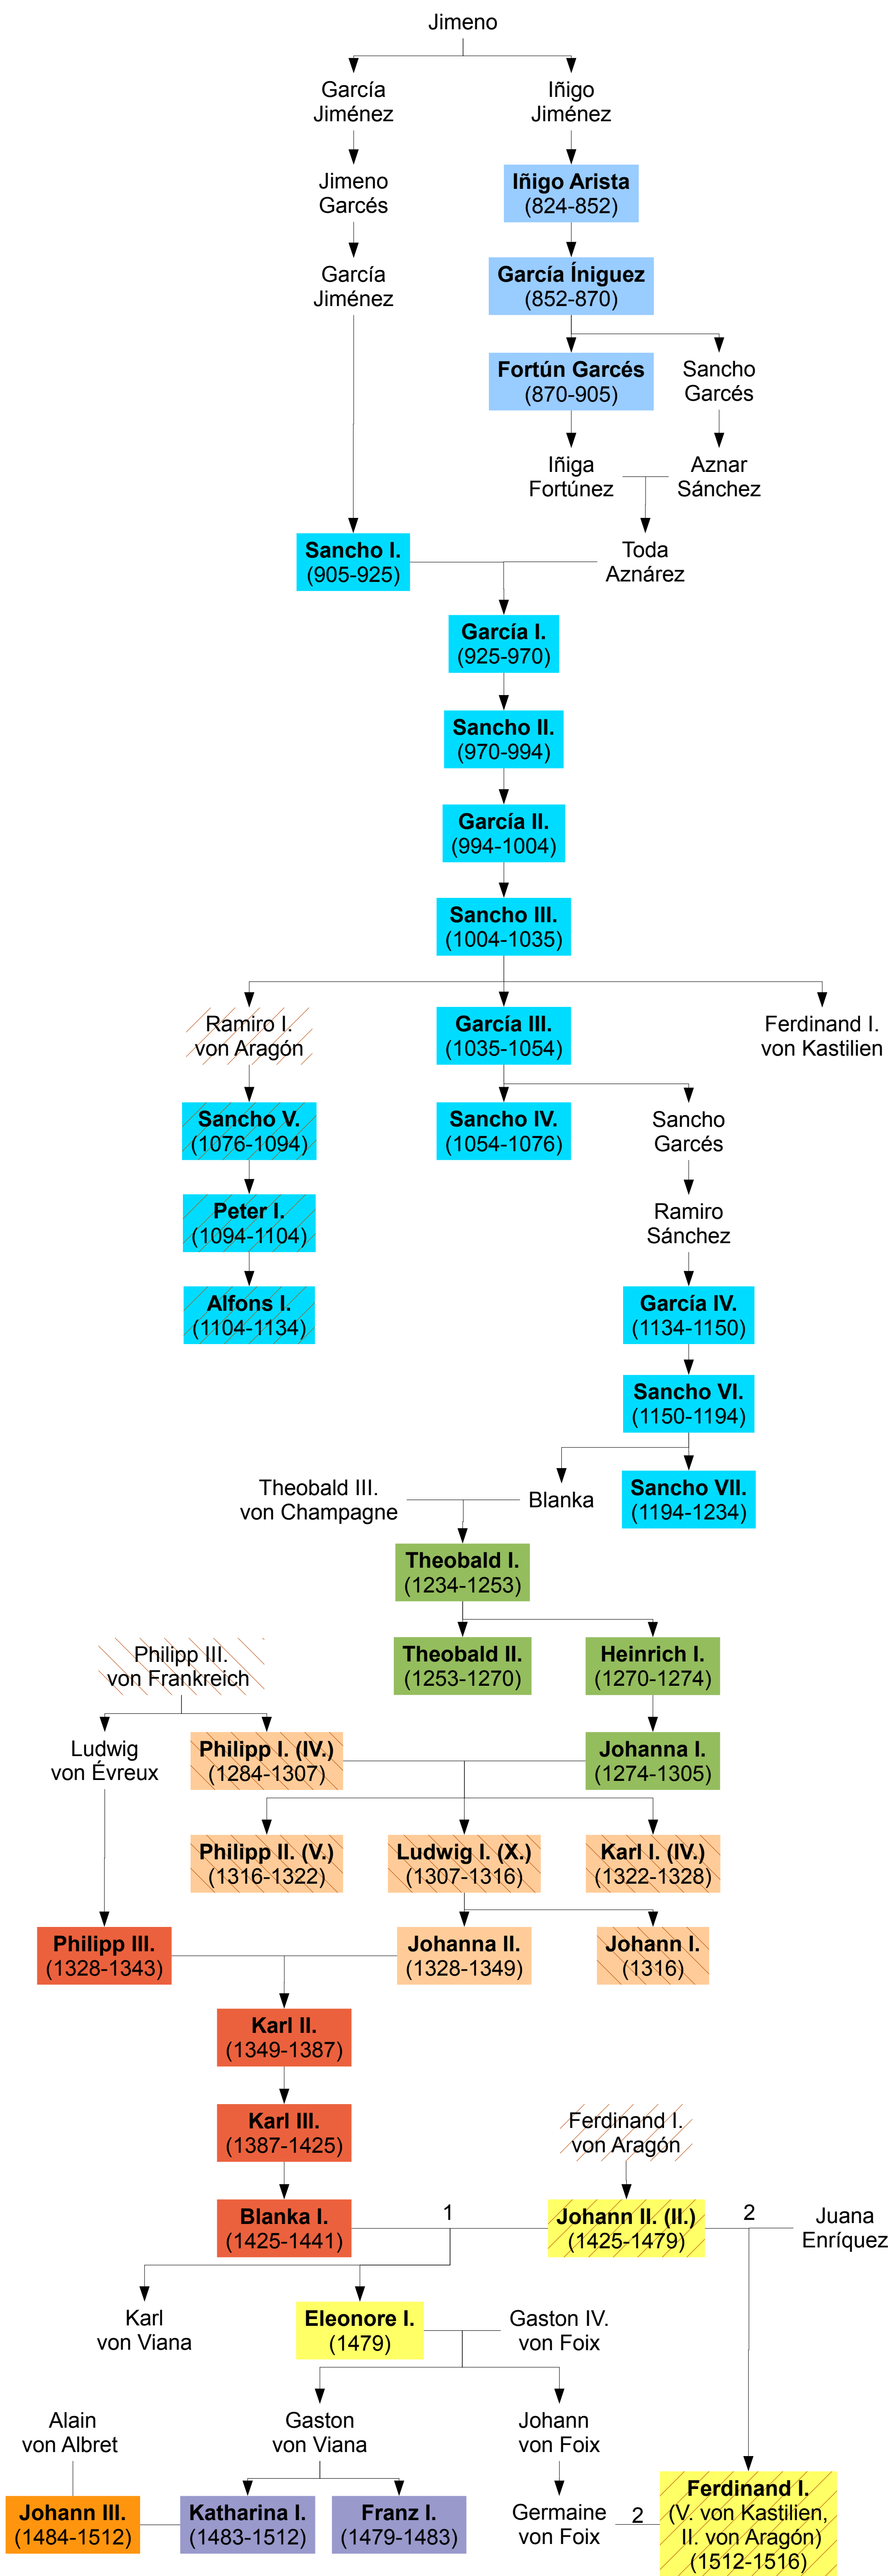 Jimeno
García
Jiménez
Iñigo
Jiménez
Jimeno
Garcés
Iñigo Arista
(824-852)
García
Jiménez
García Íniguez
(852-870)
Fortún Garcés
(870-905)
Sancho
Garcés
Iñiga
Fortúnez
Aznar
Sánchez
Sancho I.
(905-925)
Toda
Aznárez
García I.
(925-970)
Sancho II.
(970-994)
García II.
(994-1004)
Sancho III.
(1004-1035)
Ramiro I.
von Aragón
García III.
(1035-1054)
Ferdinand I.
von Kastilien
Sancho V.
(1076-1094)
Sancho IV.
(1054-1076)
Sancho
Garcés
Peter I.
(1094-1104)
Ramiro
Sánchez
Alfons I.
(1104-1134)
García IV.
(1134-1150)
Sancho VI.
(1150-1194)
Theobald III.
von Champagne
Blanka
Sancho VII.
(1194-1234)
Theobald I.
(1234-1253)
Philipp III.
von Frankreich
Theobald II.
(1253-1270)
Heinrich I.
(1270-1274)
Ludwig
von Évreux
Philipp I. (IV.)
(1284-1307)
Johanna I.
(1274-1305)
Philipp II. (V.)
(1316-1322)
Ludwig I. (X.)
(1307-1316)
Karl I. (IV.)
(1322-1328)
Philipp III.
(1328-1343)
Johanna II.
(1328-1349)
Johann I.
(1316)
Karl II.
(1349-1387)
Karl III.
(1387-1425)
Ferdinand I.
von Aragón
Blanka I.
(1425-1441)
1
Johann II. (II.)
(1425-1479)
2
Juana
Enríquez
Karl
von Viana
Eleonore I.
(1479)
Gaston IV.
von Foix
Alain
von Albret
Gaston
von Viana
Johann
von Foix
Johann III.
(1484-1512)
Katharina I.
(1483-1512)
Franz I.
(1479-1483)
Germaine
von Foix
2
Ferdinand I.
(V. von Kastilien,
II. von Aragón)
(1512-1516)